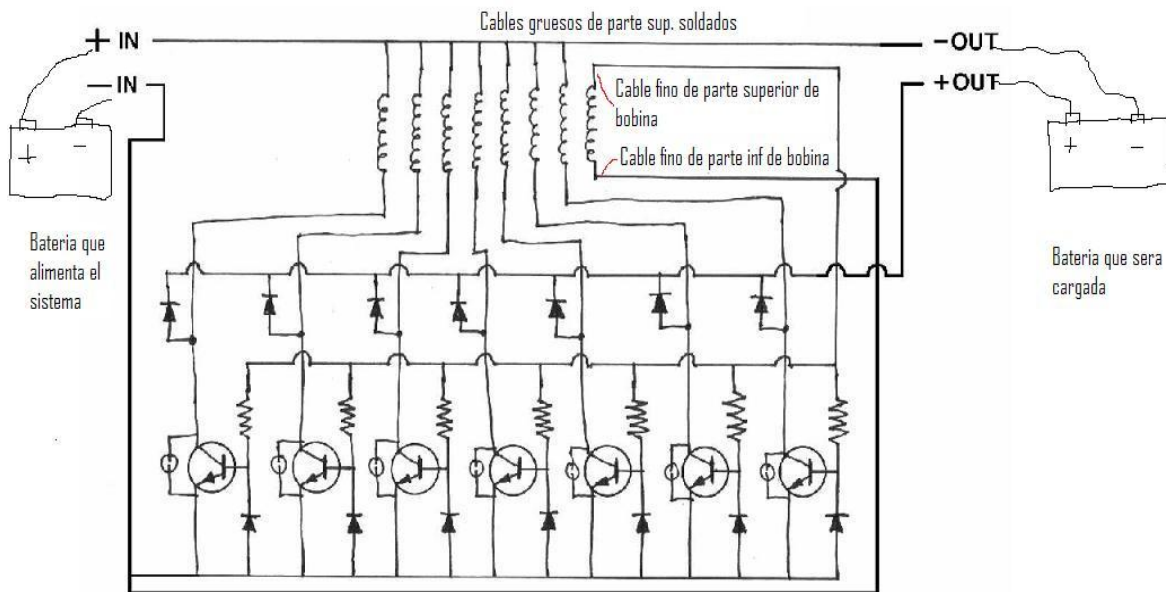 Cables gruesos de parte sup. soldados
+ IN
– OUT
– IN
+ OUT
Cable fino de parte superior de
bobina
Cable fino de parte inf de bobina
+ –
+ –
Bateria que
alimenta el
sistema
Bateria que sera
cargada